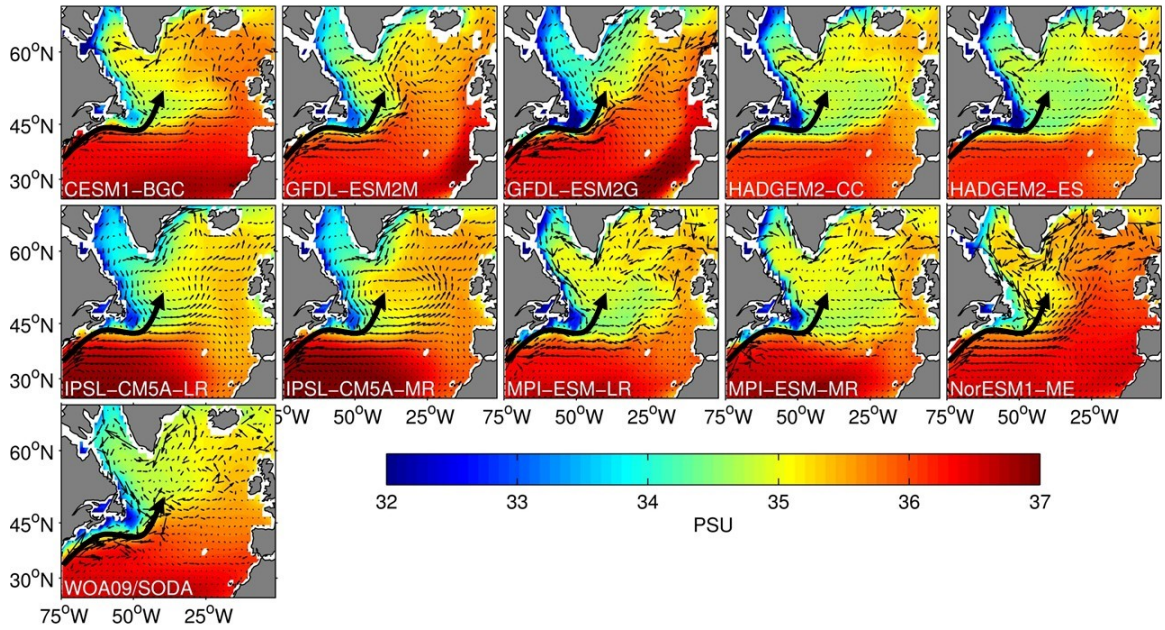 60°N
45°N
30°N
CESM1-BGC
GFDL-ESM2M
GFDL-ESM2G
HADGEM2-CC
HADGEM2-ES
60°N
45°N
30°N
IPSL-CM5A-LR
IPSL-CM5A-MR
MPI-ESM-LR
MPI-ESM-MR
NorESM1-ME
75°W 50°W 25°W 75°W 50°W 25°W 75°W 50°W 25°W 75°W 50°W 25°W
60°N
45°N
30°N
WOA09/SODA
75°W 50°W 25°W
32 33 34 35 36 37
PSU